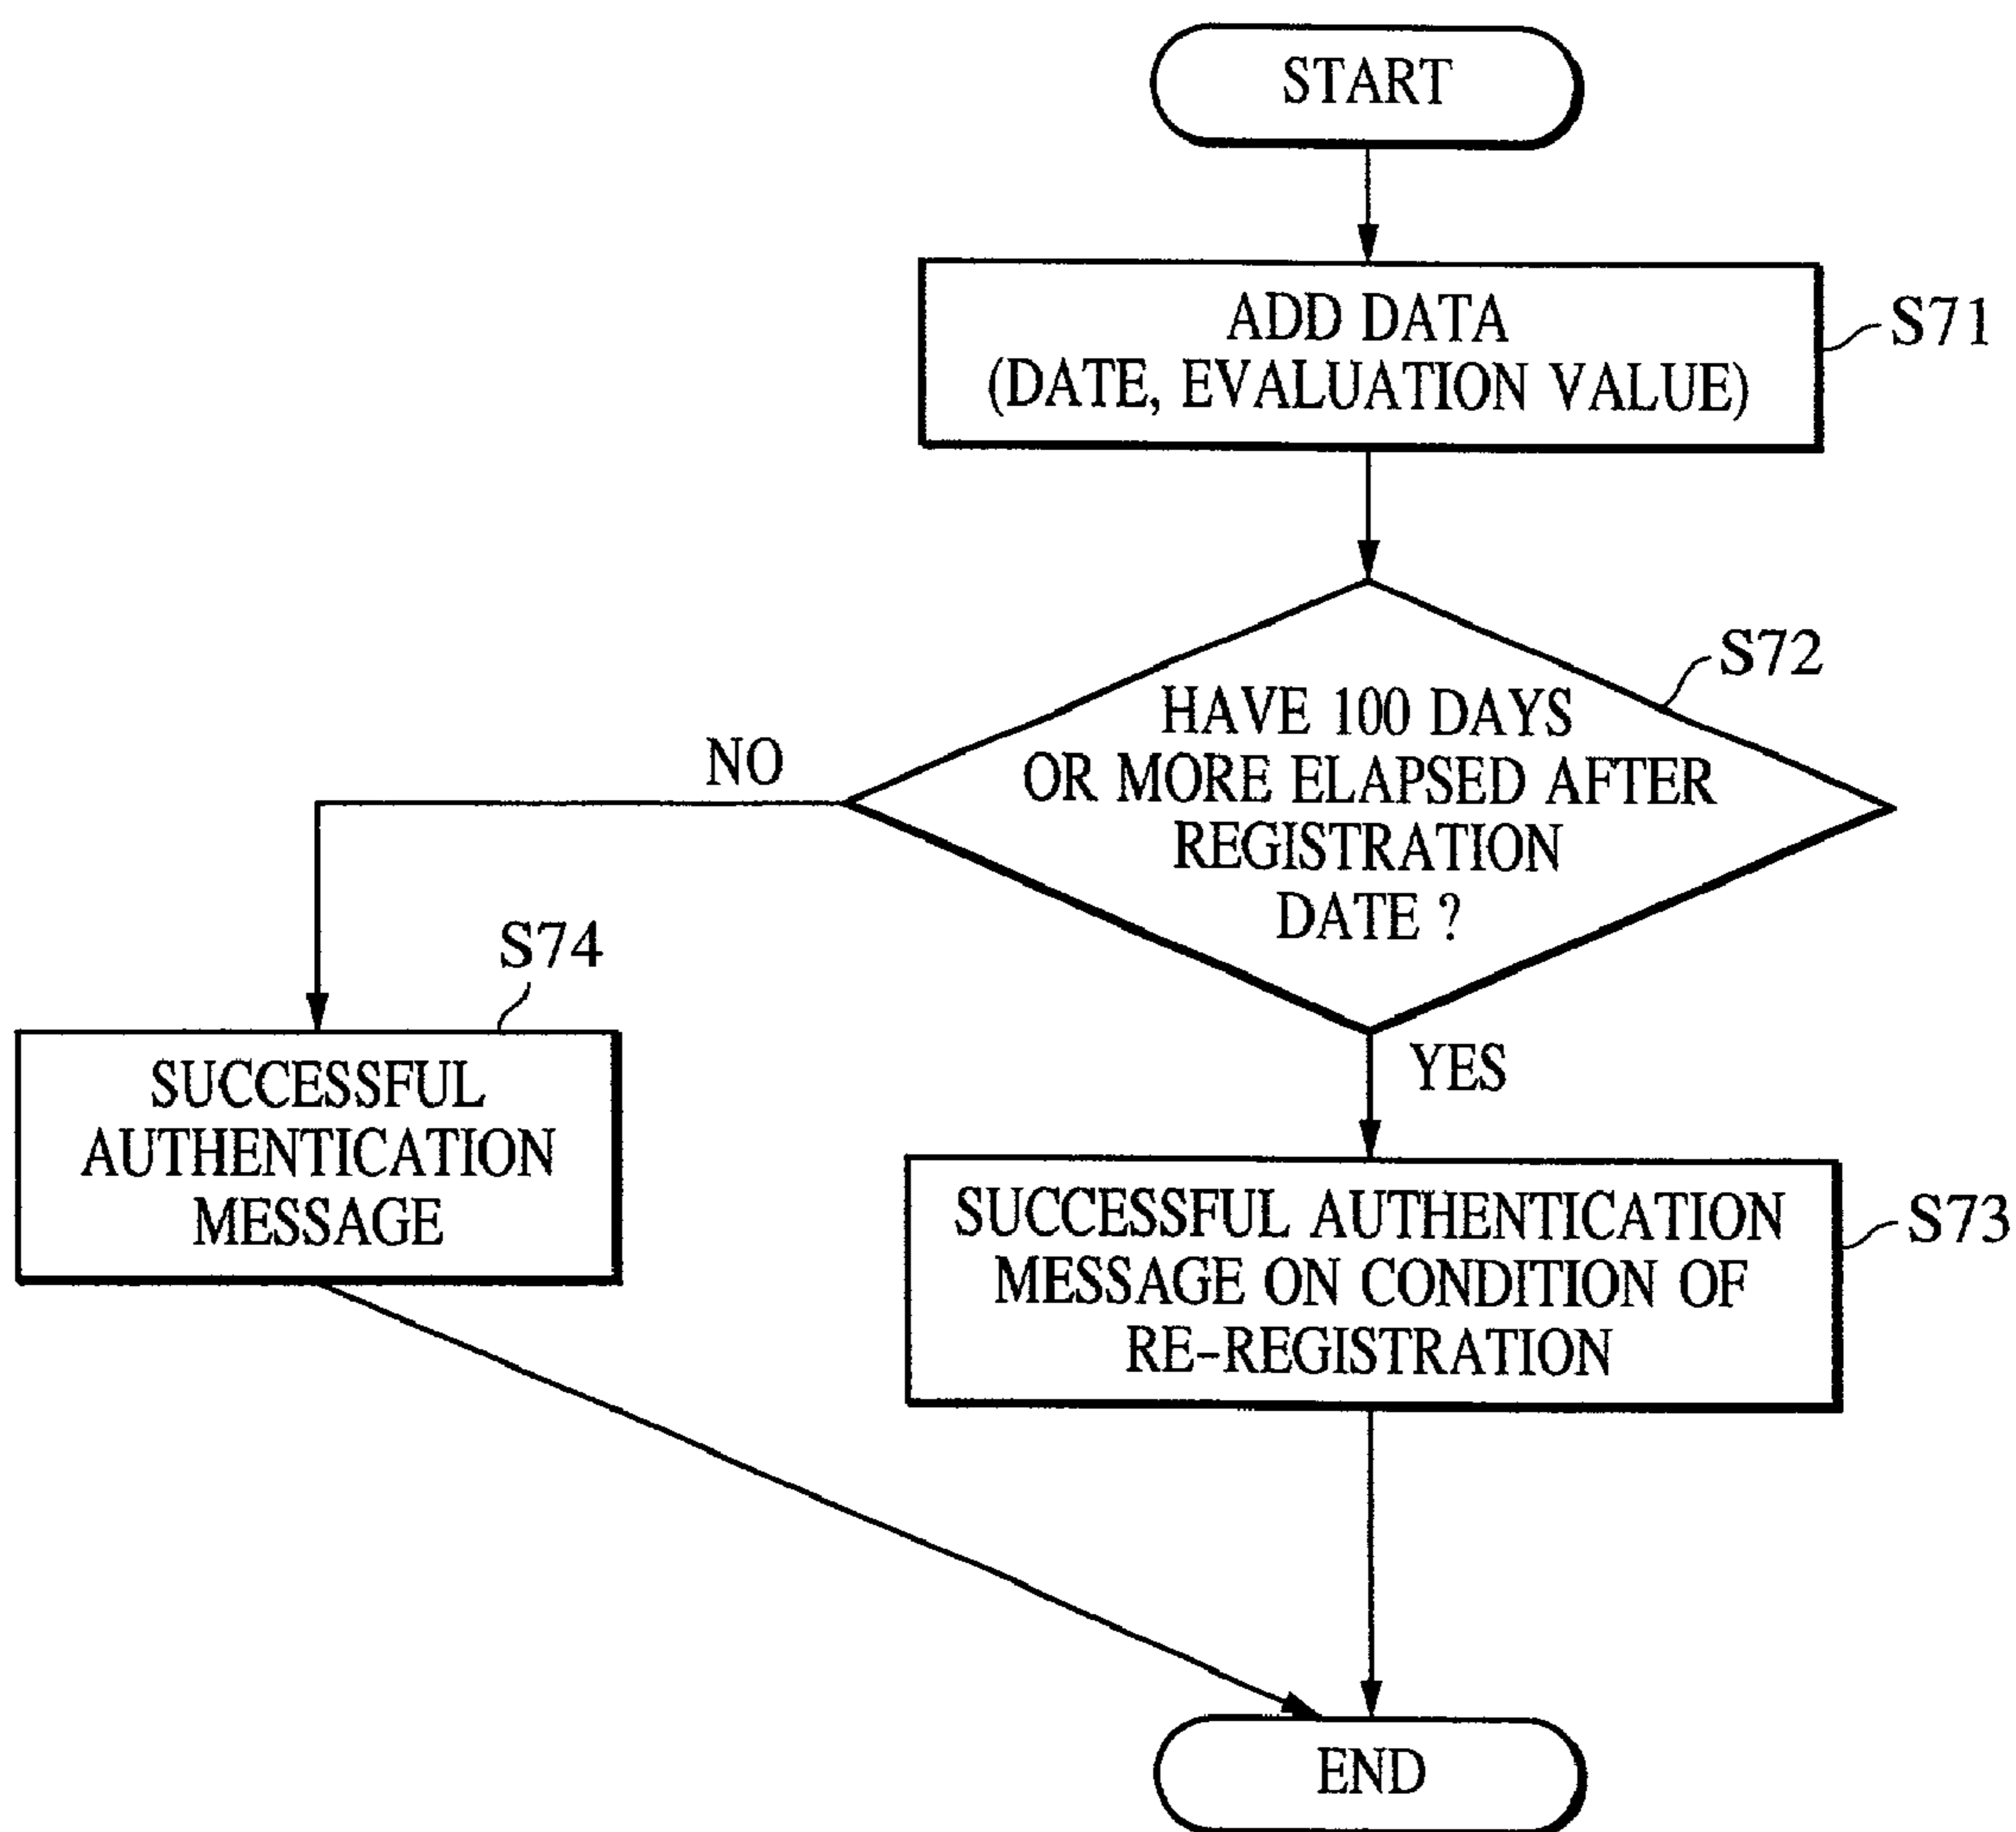 START
ADD DATA
(DATE, EVALUATION VALUE)
S71
S72
HAVE 100 DAYS
OR MORE ELAPSED AFTER
REGISTRATION
DATE ?
NO
YES
S74
SUCCESSFUL
AUTHENTICATION
MESSAGE
SUCCESSFUL AUTHENTICATION
MESSAGE ON CONDITION OF
RE-REGISTRATION
S73
END